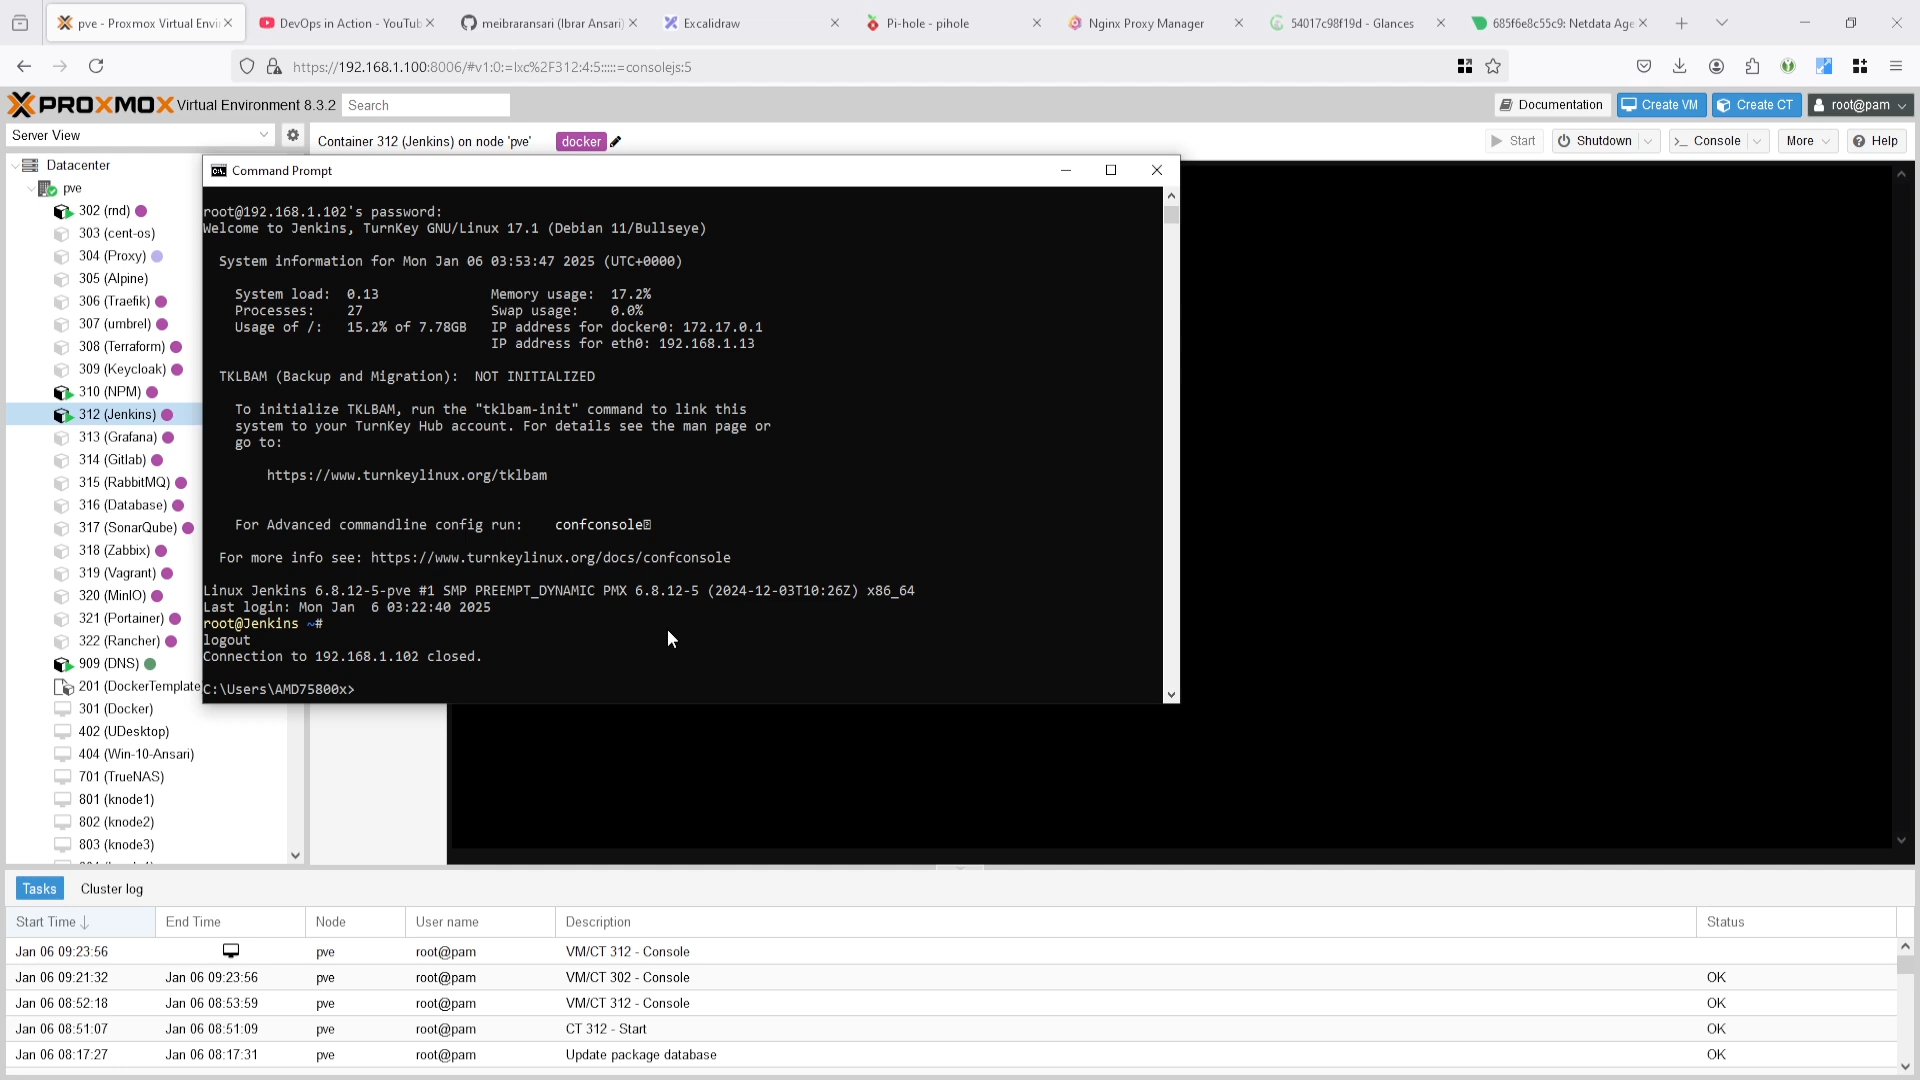 pve - Proxmox Virtual Envir
DevOps in Action - YouTub
meibraransari (Ibrar Ansari)
Excalidraw
Pi-hole - pihole
Nginx Proxy Manager
54017c98f19d - Glances
685f6e8c55c9: Netdata Age
https://192.168.1.100:8006/#v1:0:=lxc%2F312:4:5:::::=consolejs:5
PROXMOX Virtual Environment 8.3.2
Search
Documentation
Create VM
Create CT
root@pam
Server View
Container 312 (Jenkins) on node 'pve'
docker
Start
Shutdown
Console
More
Help
Datacenter
pve
302 (rnd)
303 (cent-os)
304 (Proxy)
305 (Alpine)
306 (Traefik)
307 (umbrel)
308 (Terraform)
309 (Keycloak)
310 (NPM)
312 (Jenkins)
313 (Grafana)
314 (Gitlab)
315 (RabbitMQ)
316 (Database)
317 (SonarQube)
318 (Zabbix)
319 (Vagrant)
320 (MinIO)
321 (Portainer)
322 (Rancher)
909 (DNS)
201 (DockerTemplate
301 (Docker)
402 (UDesktop)
404 (Win-10-Ansari)
701 (TrueNAS)
801 (knode1)
802 (knode2)
803 (knode3)
Command Prompt
root@192.168.1.102's password:
Welcome to Jenkins, TurnKey GNU/Linux 17.1 (Debian 11/Bullseye)
System information for Mon Jan 06 03:53:47 2025 (UTC+0000)
System load: 0.13 Memory usage: 17.2%
Processes: 27 Swap usage: 0.0%
Usage of /: 15.2% of 7.78GB IP address for docker0: 172.17.0.1
IP address for eth0: 192.168.1.13
TKLBAM (Backup and Migration): NOT INITIALIZED
To initialize TKLBAM, run the "tklbam-init" command to link this
system to your TurnKey Hub account. For details see the man page or
go to:
https://www.turnkeylinux.org/tklbam
For Advanced commandline config run: confconsole
For more info see: https://www.turnkeylinux.org/docs/confconsole
Linux Jenkins 6.8.12-5-pve #1 SMP PREEMPT_DYNAMIC PMX 6.8.12-5 (2024-12-03T10:26Z) x86_64
Last login: Mon Jan 6 03:22:40 2025
root@Jenkins ~#
logout
Connection to 192.168.1.102 closed.
C:\Users\AMD75800x>
Tasks
Cluster log
Start Time End Time Node User name Description Status
Jan 06 09:23:56 pve root@pam VM/CT 312 - Console
Jan 06 09:21:32 Jan 06 09:23:56 pve root@pam VM/CT 302 - Console OK
Jan 06 08:52:18 Jan 06 08:53:59 pve root@pam VM/CT 312 - Console OK
Jan 06 08:51:07 Jan 06 08:51:09 pve root@pam CT 312 - Start OK
Jan 06 08:17:27 Jan 06 08:17:31 pve root@pam Update package database OK